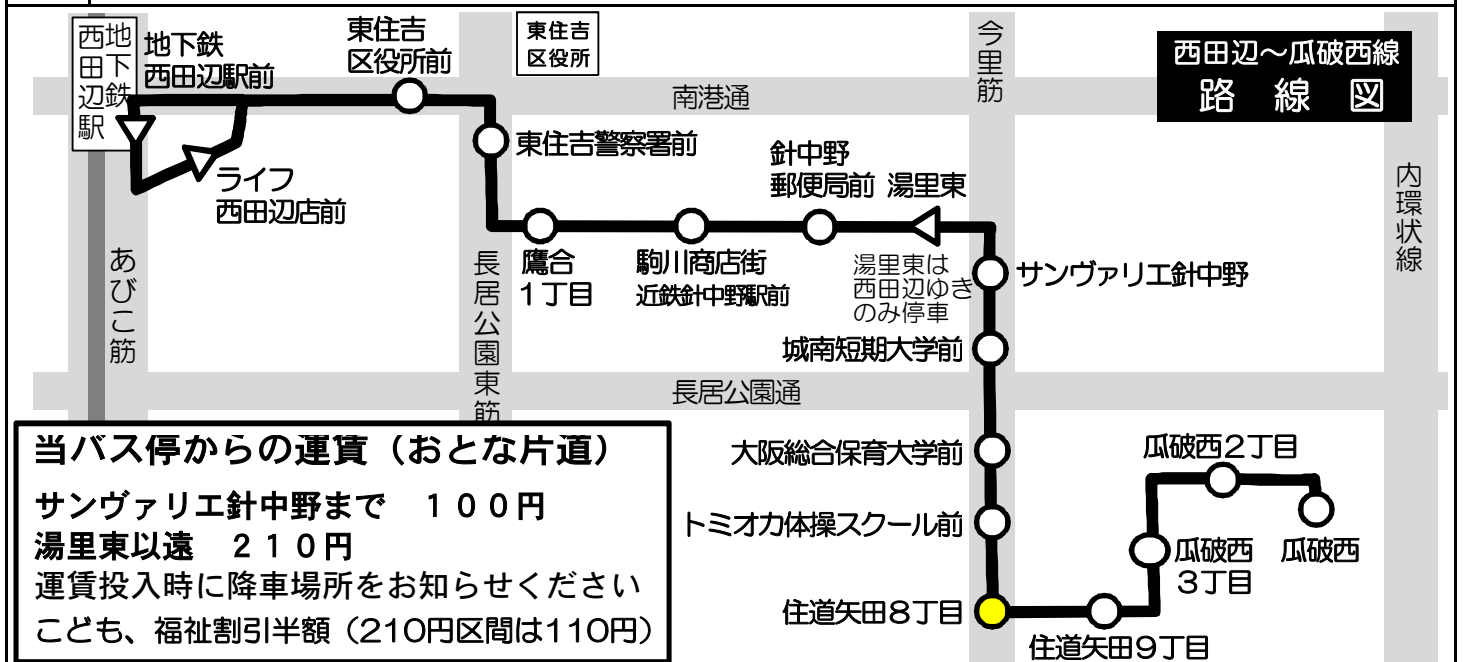 西田辺～瓜破西線
路線図
地下鉄
西田辺駅
地下鉄
西田辺駅前
東住吉
区役所前
東住吉
区役所
今里筋
南港通
内環状線
東住吉警察署前
ライフ
西田辺店前
針中野
郵便局前
湯里東
あびこ筋
長居公園東筋
鷹合
1丁目
駒川商店街
近鉄針中野駅前
湯里東は
西田辺ゆき
のみ停車
サンヴァリエ針中野
城南短期大学前
長居公園通
大阪総合保育大学前
トミオカ体操スクール前
住道矢田8丁目
住道矢田9丁目
瓜破西
3丁目
瓜破西2丁目
瓜破西
当バス停からの運賃（おとな片道）
サンヴァリエ針中野まで　１００円
湯里東以遠　２１０円
運賃投入時に降車場所をお知らせください
こども、福祉割引半額（210円区間は110円）